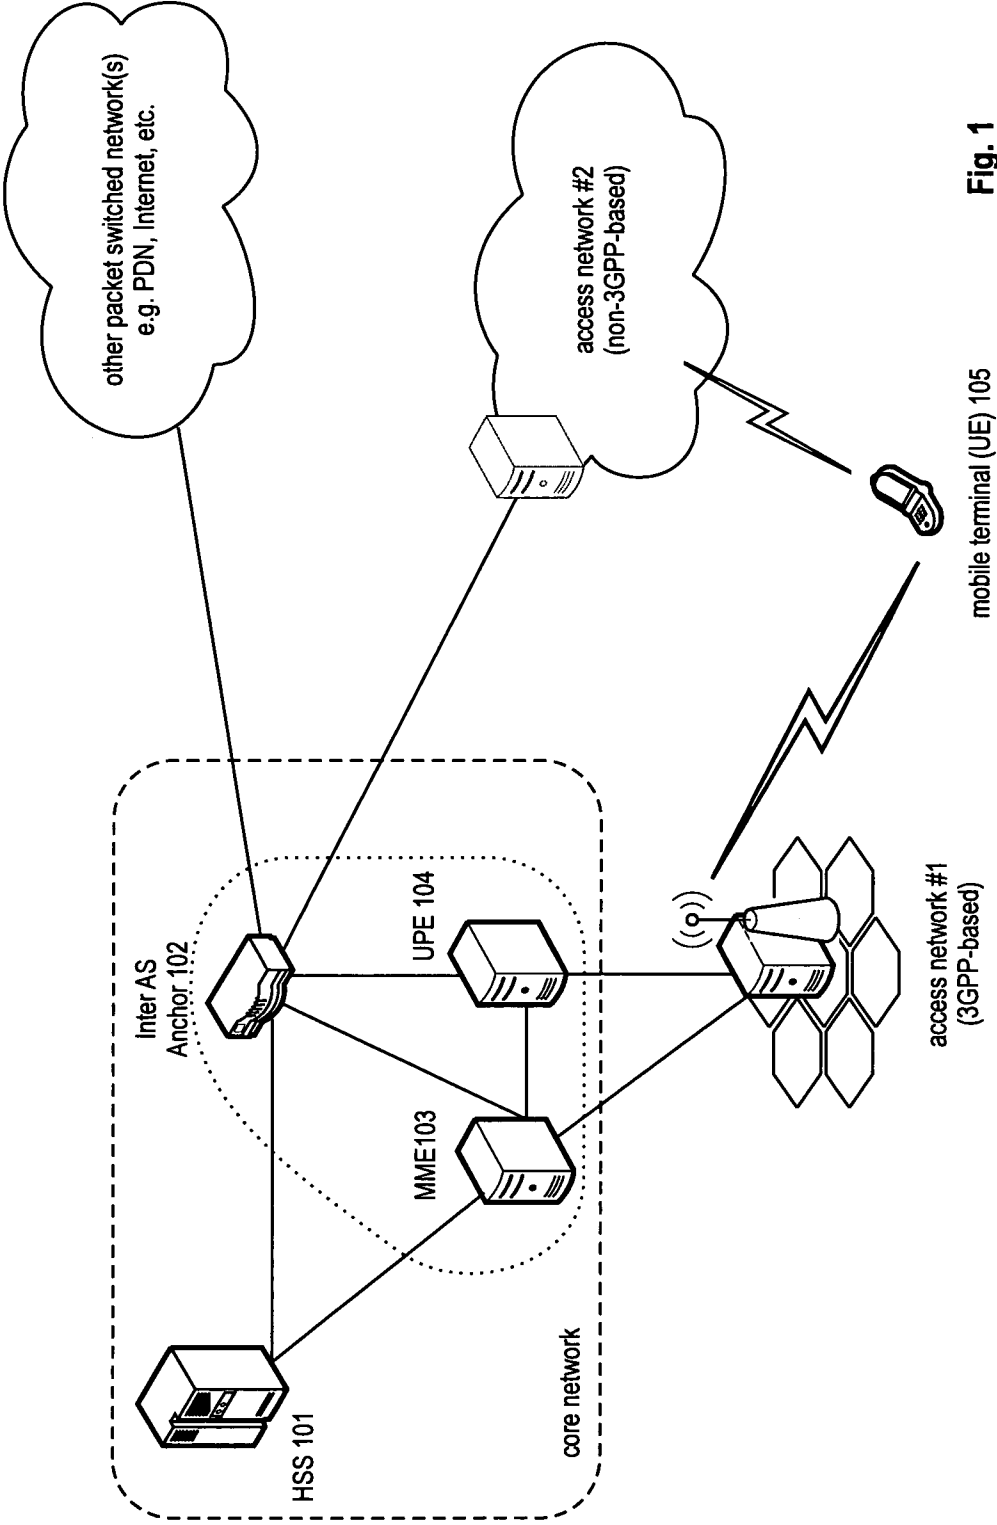 other packet switched network(s)
e.g. PDN, Internet, etc.
access network #2
(non-3GPP-based)
Inter AS
Anchor 102
UPE 104
MME103
HSS 101
core network
access network #1
(3GPP-based)
mobile terminal (UE) 105
Fig. 1